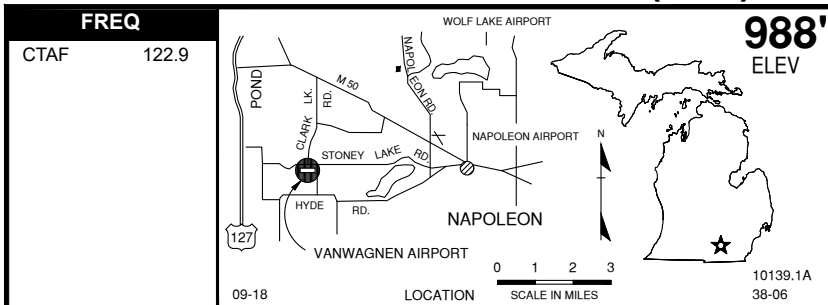 FREQ
CTAF 122.9
WOLF LAKE AIRPORT
988'
ELEV
POND
CLARK LK. RD.
M 50
NAPOLEON RD.
NAPOLEON AIRPORT
STONEY LAKE RD.
HYDE RD.
NAPOLEON
127
VANWAGNEN AIRPORT
N
0 1 2 3
SCALE IN MILES
09-18
LOCATION
10139.1A
38-06